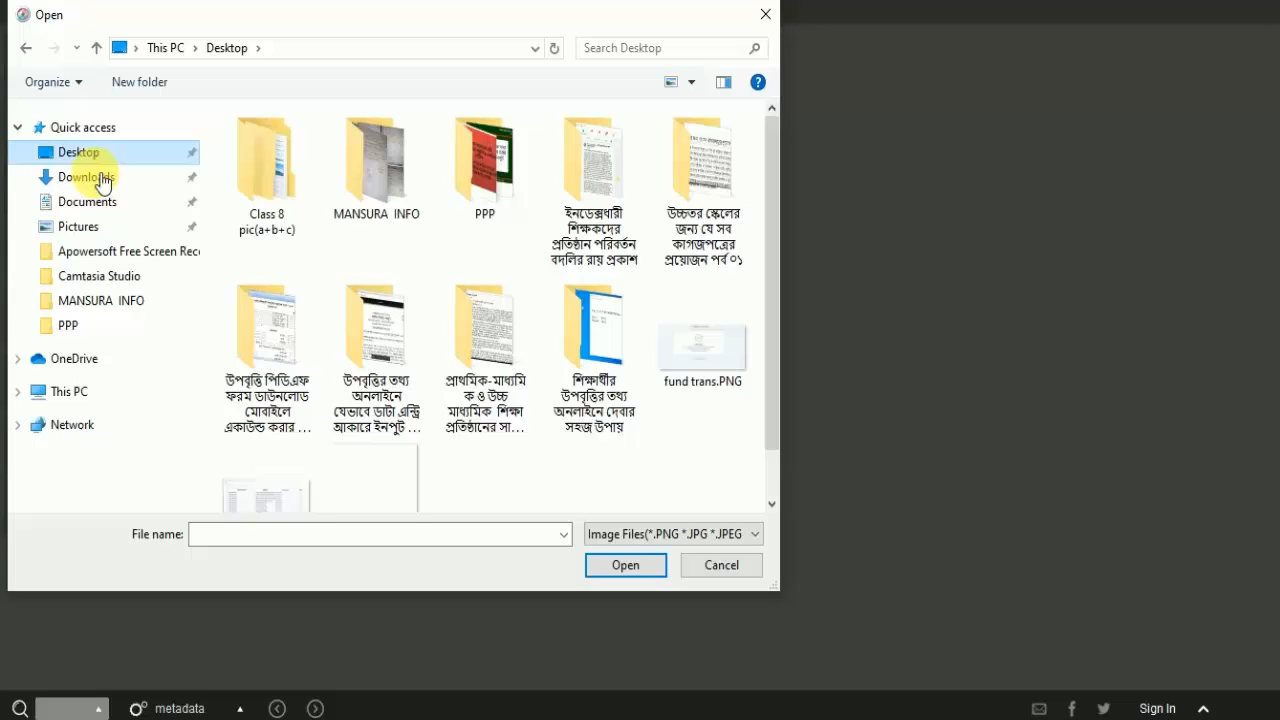 Open
This PC
Desktop
Search Desktop
Organize
New folder
?
Quick access
Desktop
Downloads
Documents
Pictures
Apowersoft Free Screen Rec
Camtasia Studio
MANSURA INFO
PPP
OneDrive
This PC
Network
Class 8
pic(a+b+c)
MANSURA INFO
PPP
ইনডেক্সধারী
শিক্ষকদের
প্রতিষ্ঠান পরিবর্তন
বদলির রায় প্রকাশ
উচ্চতর স্কেলের
জন্য যে সব
কাগজপত্রের
প্রয়োজন পর্ব ০১
উপবৃত্তি পিডিএফ
ফরম ডাউনলোড
মোবাইলে
একাউন্ড করার ...
উপবৃত্তির তথ্য
অনলাইনে
যেভাবে ডাটা এন্ট্রি
আকারে ইনপুট ...
প্রাথমিক-মাধ্যমি
ক ও উচ্চ
মাধ্যমিক শিক্ষা
প্রতিষ্ঠানের সা...
শিক্ষার্থীর
উপবৃত্তির তথ্য
অনলাইনে দেবার
সহজ উপায়
fund trans.PNG
File name:
Image Files(*.PNG *.JPG *.JPEG
Open
Cancel
metadata
Sign In